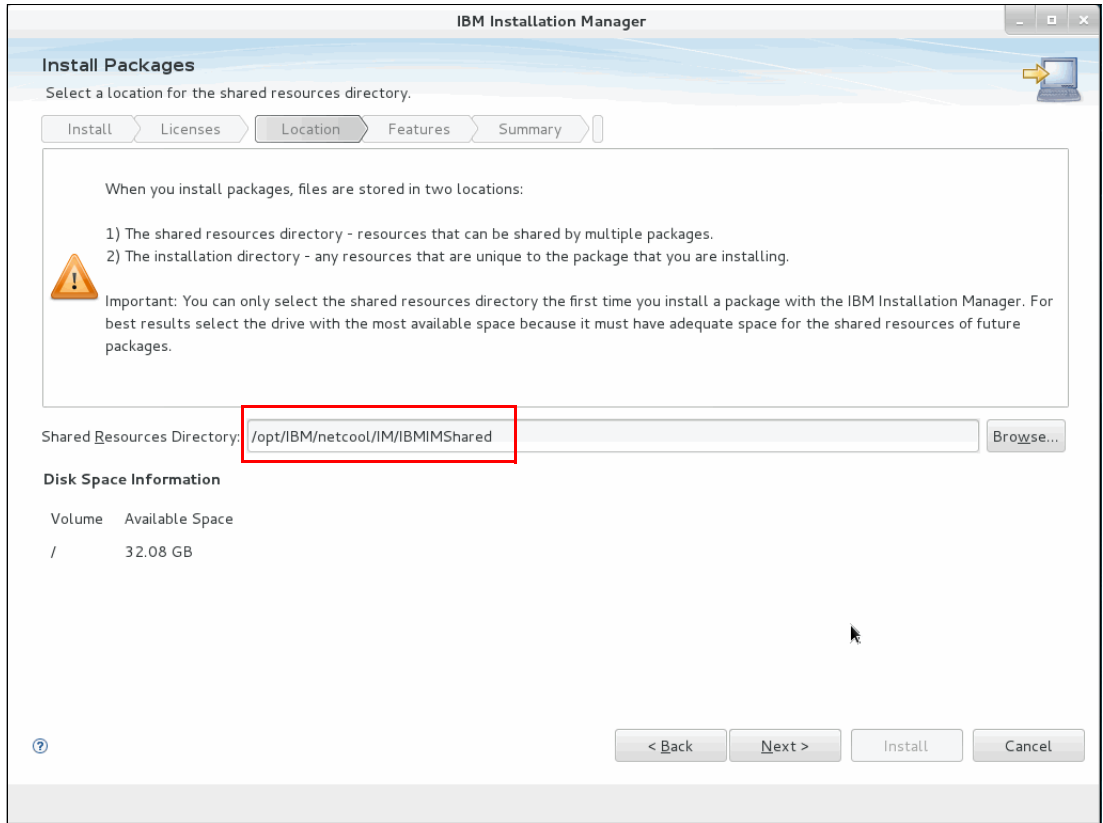 IBM Installation Manager
Install Packages
Select a location for the shared resources directory.
Install
Licenses
Location
Features
Summary
When you install packages, files are stored in two locations:
1) The shared resources directory - resources that can be shared by multiple packages.
2) The installation directory - any resources that are unique to the package that you are installing.
Important: You can only select the shared resources directory the first time you install a package with the IBM Installation Manager. For
best results select the drive with the most available space because it must have adequate space for the shared resources of future
packages.
Shared Resources Directory: /opt/IBM/netcool/IM/IBMIMShared Browse...
Disk Space Information
Volume Available Space
/ 32.08 GB
< Back Next > Install Cancel